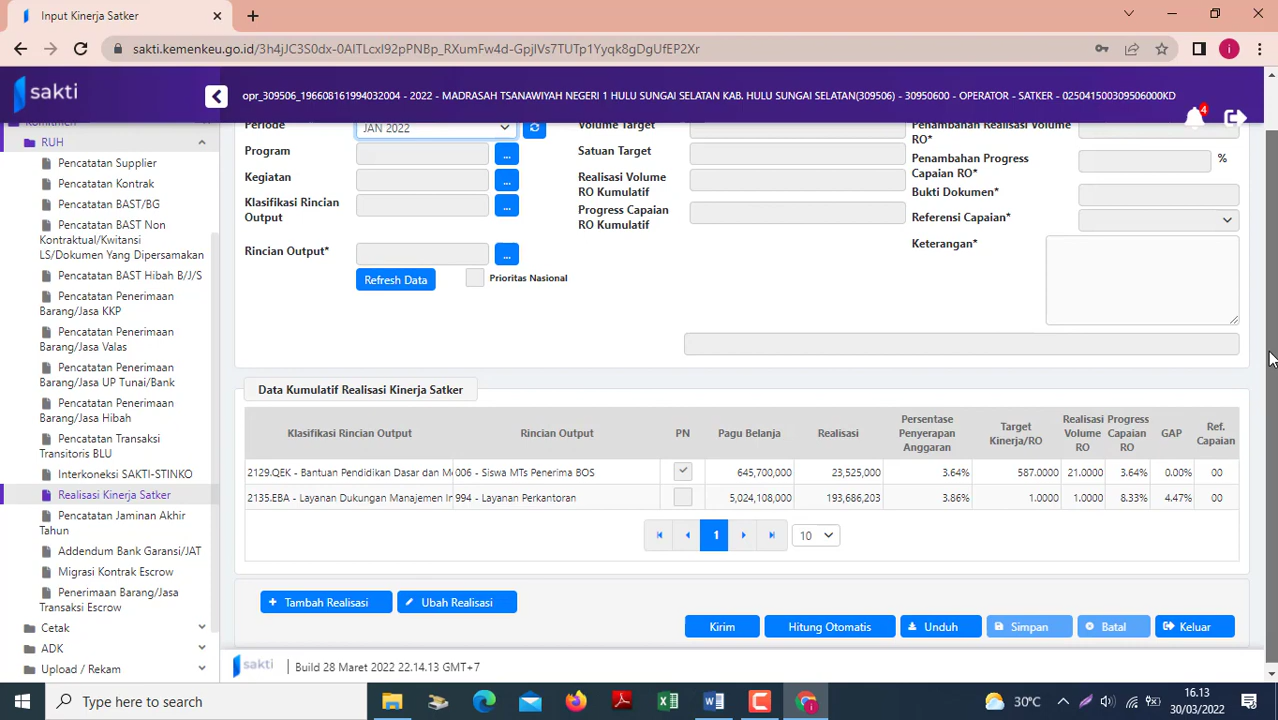 Input Kinerja Satker
sakti.kemenkeu.go.id/3h4jJC3S0dx-0AITLcxI92pPNBp_RXumFw4d-GpjIVs7TUTp1Yyqk8gDgUfEP2Xr
i
sakti
opr_309506_196608161994032004 - 2022 - MADRASAH TSANAWIYAH NEGERI 1 HULU SUNGAI SELATAN KAB. HULU SUNGAI SELATAN(309506) - 30950600 - OPERATOR - SATKER - 025041500309506000KD
4
Komitmen
RUH
Pencatatan Supplier
Pencatatan Kontrak
Pencatatan BAST/BG
Pencatatan BAST Non
Kontraktual/Kwitansi
LS/Dokumen Yang Dipersamakan
Pencatatan BAST Hibah B/J/S
Pencatatan Penerimaan
Barang/Jasa KKP
Pencatatan Penerimaan
Barang/Jasa Valas
Pencatatan Penerimaan
Barang/Jasa UP Tunai/Bank
Pencatatan Penerimaan
Barang/Jasa Hibah
Pencatatan Transaksi
Transitoris BLU
Interkoneksi SAKTI-STINKO
Realisasi Kinerja Satker
Pencatatan Jaminan Akhir
Tahun
Addendum Bank Garansi/JAT
Migrasi Kontrak Escrow
Penerimaan Barang/Jasa
Transaksi Escrow
Cetak
ADK
Upload / Rekam
Periode
JAN 2022
Program
...
Kegiatan
...
Klasifikasi Rincian
Output
...
Rincian Output*
...
Refresh Data
Prioritas Nasional
Volume Target
Satuan Target
Realisasi Volume
RO Kumulatif
Progress Capaian
RO Kumulatif
Penambahan Realisasi Volume
RO*
Penambahan Progress
Capaian RO*
%
Bukti Dokumen*
Referensi Capaian*
Keterangan*
Data Kumulatif Realisasi Kinerja Satker
Klasifikasi Rincian Output Rincian Output PN Pagu Belanja Realisasi Persentase Penyerapan Anggaran Target Kinerja/RO Realisasi Volume RO Progress Capaian RO GAP Ref. Capaian
2129.QEK - Bantuan Pendidikan Dasar dan M 006 - Siswa MTs Penerima BOS 645,700,000 23,525,000 3.64% 587.0000 21.0000 3.64% 0.00% 00
2135.EBA - Layanan Dukungan Manajemen Ir 994 - Layanan Perkantoran 5,024,108,000 193,686,203 3.86% 1.0000 1.0000 8.33% 4.47% 00
1
10
Tambah Realisasi
Ubah Realisasi
Kirim
Hitung Otomatis
Unduh
Simpan
Batal
Keluar
sakti
Build 28 Maret 2022 22.14.13 GMT+7
Type here to search
30°C
16.13
30/03/2022